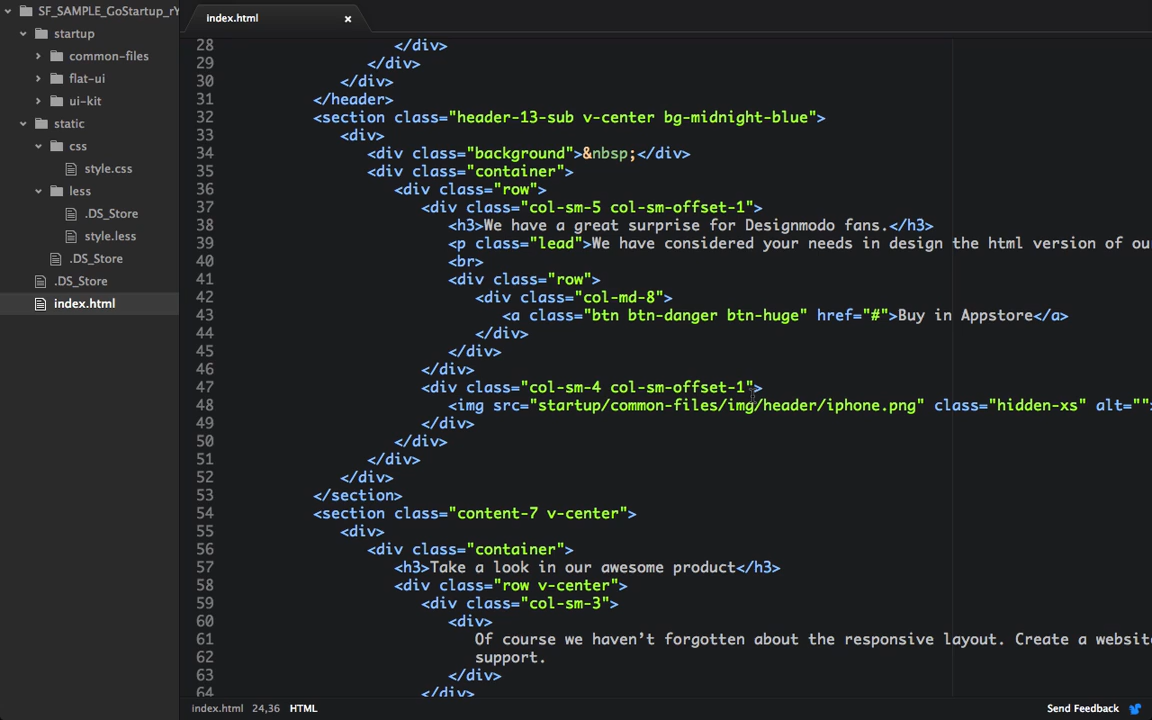 SF_SAMPLE_GoStartup_rY
startup
common-files
flat-ui
ui-kit
static
css
style.css
less
.DS_Store
style.less
.DS_Store
.DS_Store
index.html
index.html ×
28 </div>
29 </div>
30 </div>
31 </header>
32 <section class="header-13-sub v-center bg-midnight-blue">
33 <div>
34 <div class="background">&nbsp;</div>
35 <div class="container">
36 <div class="row">
37 <div class="col-sm-5 col-sm-offset-1">
38 <h3>We have a great surprise for Designmodo fans.</h3>
39 <p class="lead">We have considered your needs in design the html version of ou
40 <br>
41 <div class="row">
42 <div class="col-md-8">
43 <a class="btn btn-danger btn-huge" href="#">Buy in Appstore</a>
44 </div>
45 </div>
46 </div>
47 <div class="col-sm-4 col-sm-offset-1">
48 <img src="startup/common-files/img/header/iphone.png" class="hidden-xs" alt="">
49 </div>
50 </div>
51 </div>
52 </div>
53 </section>
54 <section class="content-7 v-center">
55 <div>
56 <div class="container">
57 <h3>Take a look in our awesome product</h3>
58 <div class="row v-center">
59 <div class="col-sm-3">
60 <div>
61 Of course we haven’t forgotten about the responsive layout. Create a website
62 support.
63 </div>
64 </div>
index.html 24,36 HTML
Send Feedback